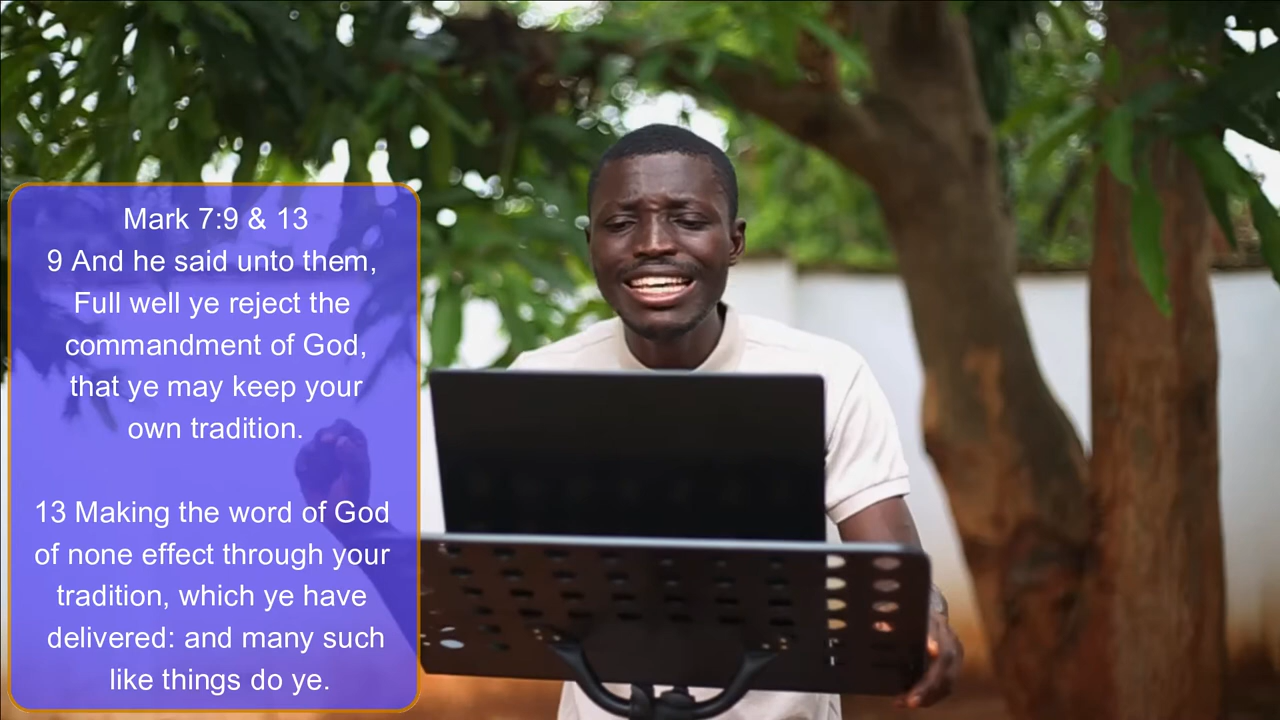 Mark 7:9 & 13
9 And he said unto them,
Full well ye reject the
commandment of God,
that ye may keep your
own tradition.
13 Making the word of God
of none effect through your
tradition, which ye have
delivered: and many such
like things do ye.